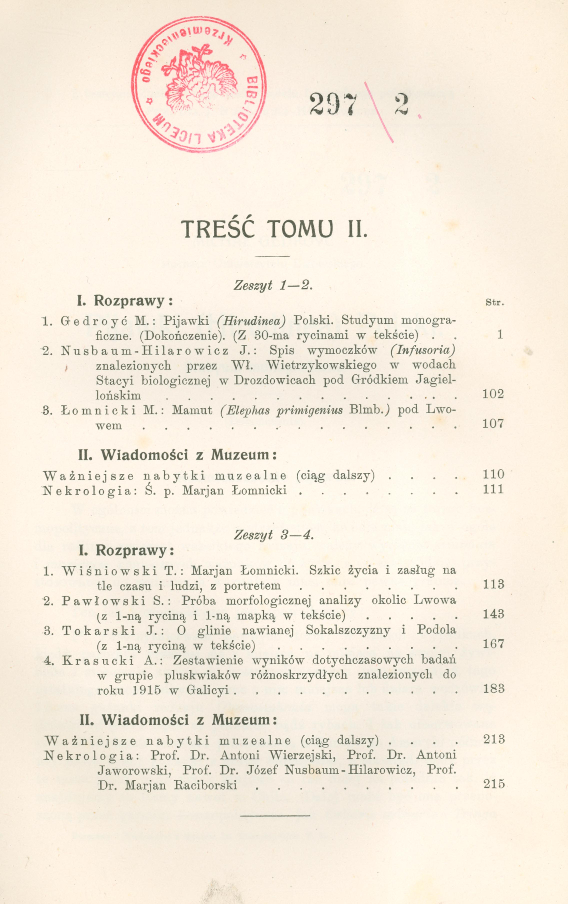 BIBLIOTEKA LICEUM Krzemienieckiego
297 \ 2
TREŚĆ TOMU II.
Zeszyt 1—2.
I. Rozprawy:
Str.
1. Gedroyć M.: Pijawki (Hirudinea) Polski. Studyum monogra-
ficzne. (Dokończenie). (Z 30-ma rycinami w tekście) . . 1
2. Nusbaum-Hilarowicz J.: Spis wymoczków (Infusoria)
znalezionych przez Wł. Wietrzykowskiego w wodach
Stacyi biologicznej w Drozdowicach pod Gródkiem Jagiel-
lońskim . . . . . . . . . . . . . . 102
3. Łomnicki M.: Mamut (Elephas primigenius Blmb.) pod Lwo-
wem . . . . . . . . . . . . . . . 107
II. Wiadomości z Muzeum:
Ważniejsze nabytki muzealne (ciąg dalszy) . . . . 110
Nekrologia: Ś. p. Marjan Łomnicki . . . . . . . . 111
Zeszyt 3—4.
I. Rozprawy:
1. Wiśniowski T.: Marjan Łomnicki. Szkic życia i zasług na
tle czasu i ludzi, z portretem . . . . . . . . 113
2. Pawłowski S.: Próba morfologicznej analizy okolic Lwowa
(z 1-ną ryciną i 1-ną mapką w tekście) . . . . . 143
3. Tokarski J.: O glinie nawianej Sokalszczyzny i Podola
(z 1-ną ryciną w tekście) . . . . . . . . . 167
4. Krasucki A.: Zestawienie wyników dotychczasowych badań
w grupie pluskwiaków różnoskrzydłych znalezionych do
roku 1915 w Galicyi . . . . . . . . . . . 183
II. Wiadomości z Muzeum:
Ważniejsze nabytki muzealne (ciąg dalszy) . . . . 213
Nekrologia: Prof. Dr. Antoni Wierzejski, Prof. Dr. Antoni
Jaworowski, Prof. Dr. Józef Nusbaum-Hilarowicz, Prof.
Dr. Marjan Raciborski . . . . . . . . . . 215